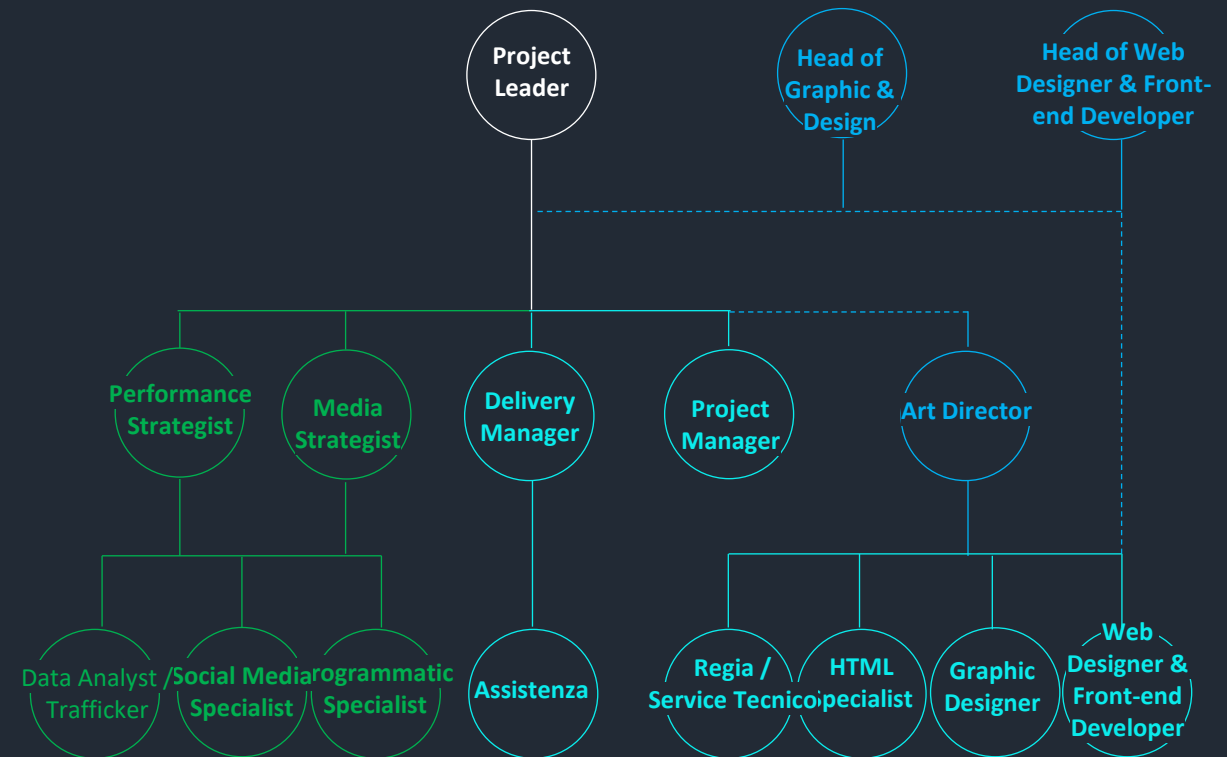 Project
Leader
Head of
Graphic &
Design
Head of Web
Designer & Front-
end Developer
Performance
Strategist
Media
Strategist
Delivery
Manager
Project
Manager
Art Director
Data Analyst /
Trafficker
Social Media
Specialist
rogrammatic
Specialist
Assistenza
Regia /
Service Tecnico
HTML
Specialist
Graphic
Designer
Web
Designer &
Front-end
Developer